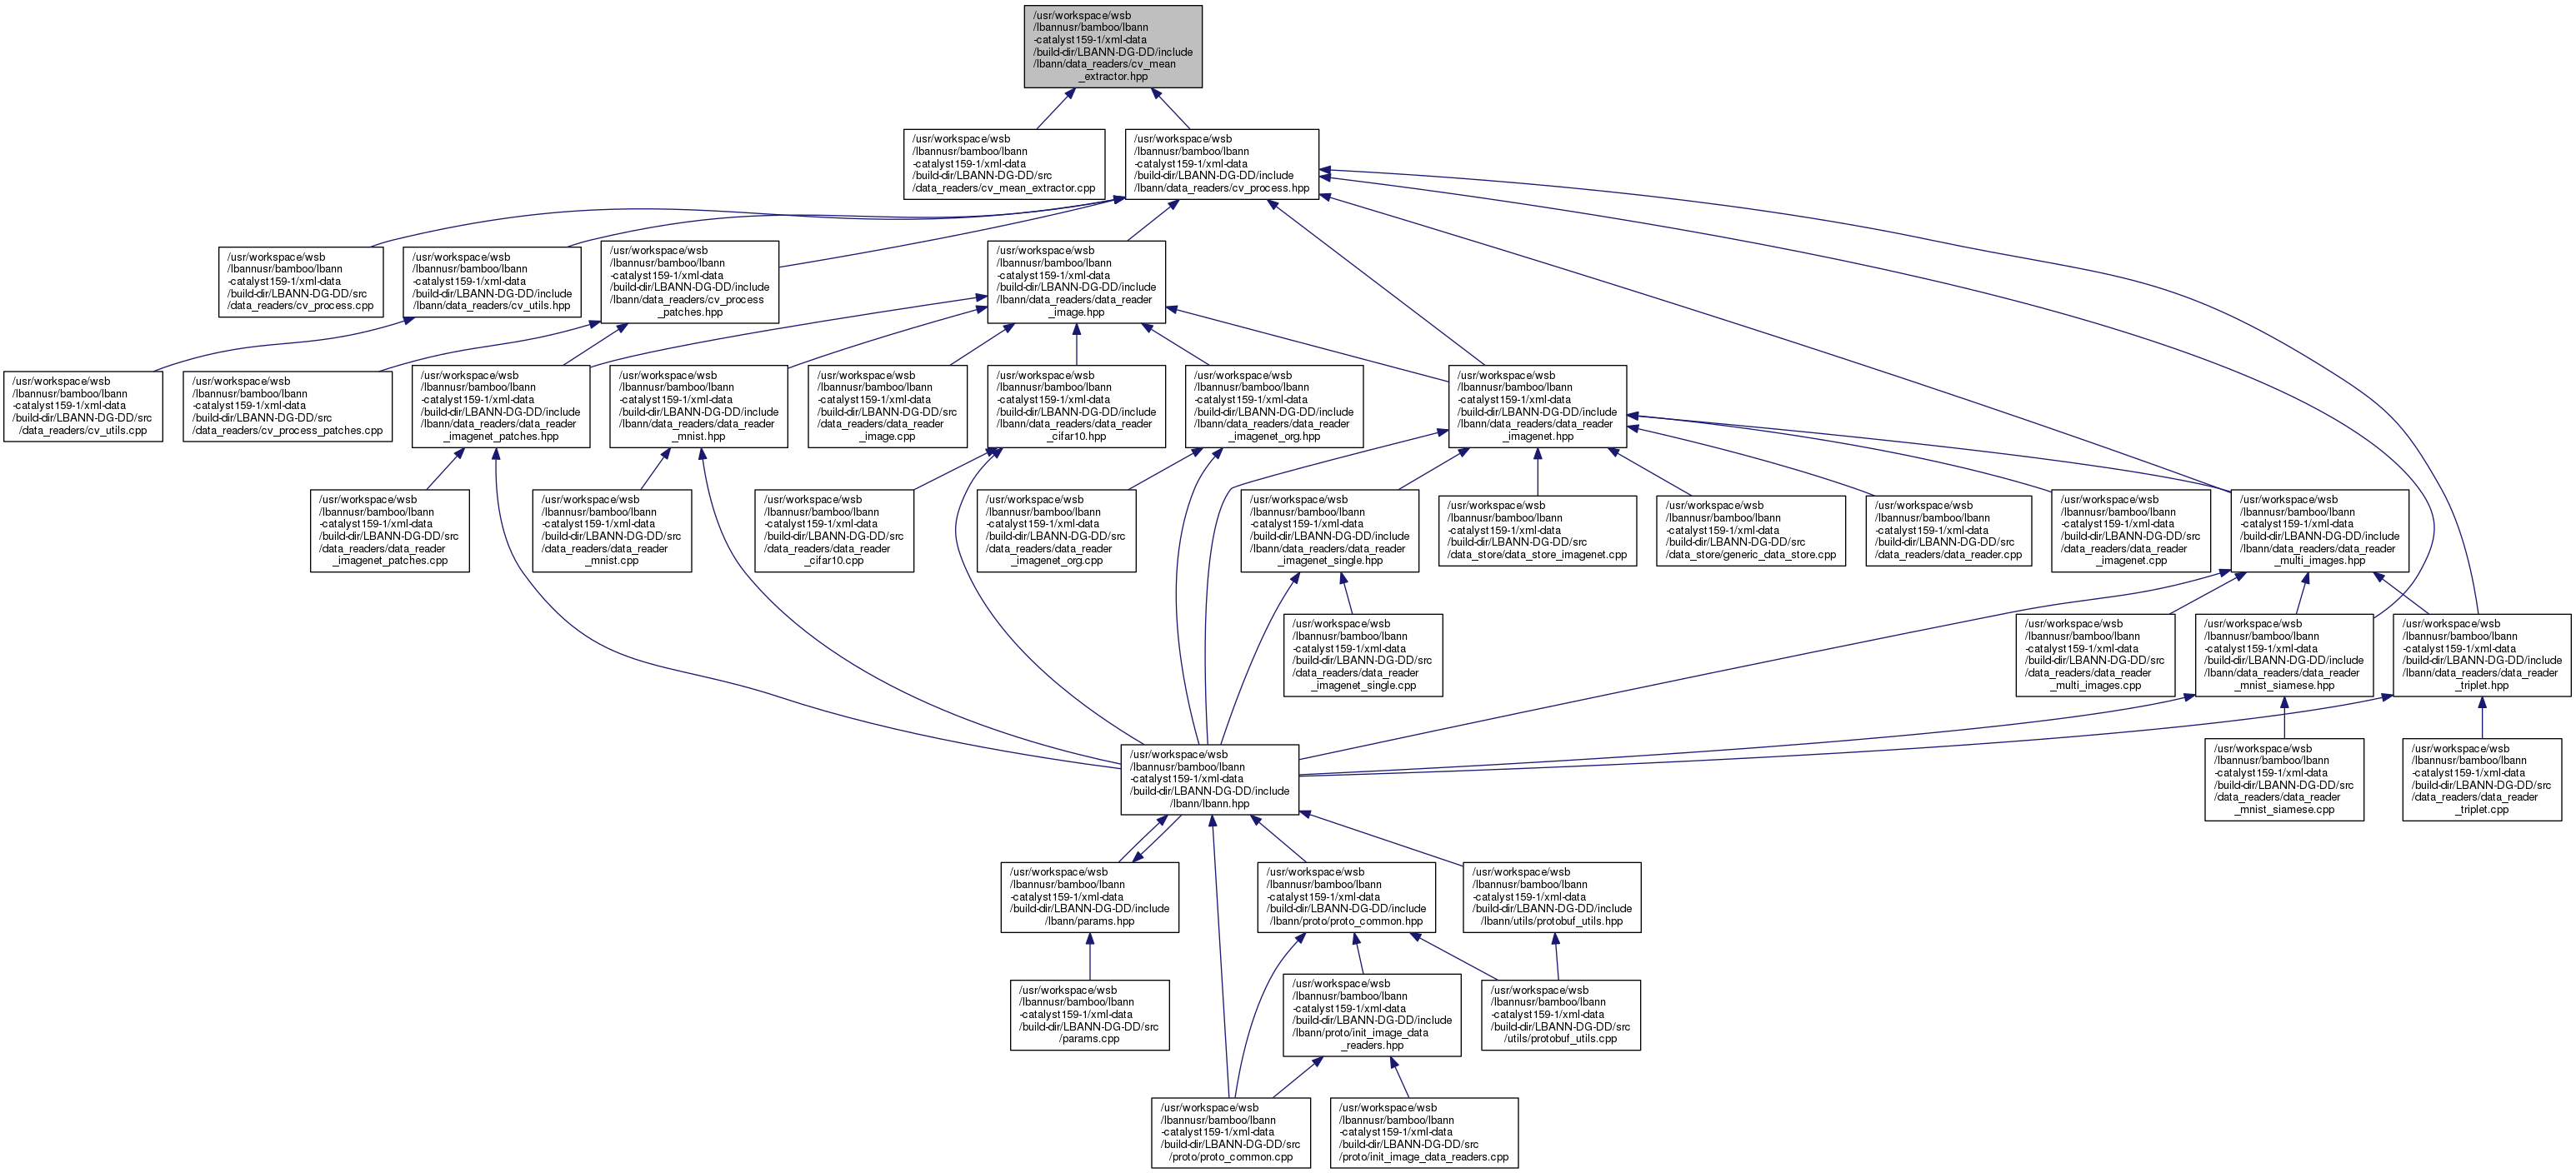 /usr/workspace/wsb
/lbannusr/bamboo/lbann
-catalyst159-1/xml-data
/build-dir/LBANN-DG-DD/include
/lbann/data_readers/cv_mean
_extractor.hpp
/usr/workspace/wsb
/lbannusr/bamboo/lbann
-catalyst159-1/xml-data
/build-dir/LBANN-DG-DD/src
/data_readers/cv_mean_extractor.cpp
/usr/workspace/wsb
/lbannusr/bamboo/lbann
-catalyst159-1/xml-data
/build-dir/LBANN-DG-DD/include
/lbann/data_readers/cv_process.hpp
/usr/workspace/wsb
/lbannusr/bamboo/lbann
-catalyst159-1/xml-data
/build-dir/LBANN-DG-DD/src
/data_readers/cv_process.cpp
/usr/workspace/wsb
/lbannusr/bamboo/lbann
-catalyst159-1/xml-data
/build-dir/LBANN-DG-DD/include
/lbann/data_readers/cv_utils.hpp
/usr/workspace/wsb
/lbannusr/bamboo/lbann
-catalyst159-1/xml-data
/build-dir/LBANN-DG-DD/include
/lbann/data_readers/cv_process
_patches.hpp
/usr/workspace/wsb
/lbannusr/bamboo/lbann
-catalyst159-1/xml-data
/build-dir/LBANN-DG-DD/include
/lbann/data_readers/data_reader
_image.hpp
/usr/workspace/wsb
/lbannusr/bamboo/lbann
-catalyst159-1/xml-data
/build-dir/LBANN-DG-DD/src
/data_readers/cv_utils.cpp
/usr/workspace/wsb
/lbannusr/bamboo/lbann
-catalyst159-1/xml-data
/build-dir/LBANN-DG-DD/src
/data_readers/cv_process_patches.cpp
/usr/workspace/wsb
/lbannusr/bamboo/lbann
-catalyst159-1/xml-data
/build-dir/LBANN-DG-DD/include
/lbann/data_readers/data_reader
_imagenet_patches.hpp
/usr/workspace/wsb
/lbannusr/bamboo/lbann
-catalyst159-1/xml-data
/build-dir/LBANN-DG-DD/include
/lbann/data_readers/data_reader
_mnist.hpp
/usr/workspace/wsb
/lbannusr/bamboo/lbann
-catalyst159-1/xml-data
/build-dir/LBANN-DG-DD/src
/data_readers/data_reader
_image.cpp
/usr/workspace/wsb
/lbannusr/bamboo/lbann
-catalyst159-1/xml-data
/build-dir/LBANN-DG-DD/include
/lbann/data_readers/data_reader
_cifar10.hpp
/usr/workspace/wsb
/lbannusr/bamboo/lbann
-catalyst159-1/xml-data
/build-dir/LBANN-DG-DD/include
/lbann/data_readers/data_reader
_imagenet_org.hpp
/usr/workspace/wsb
/lbannusr/bamboo/lbann
-catalyst159-1/xml-data
/build-dir/LBANN-DG-DD/include
/lbann/data_readers/data_reader
_imagenet.hpp
/usr/workspace/wsb
/lbannusr/bamboo/lbann
-catalyst159-1/xml-data
/build-dir/LBANN-DG-DD/src
/data_readers/data_reader
_imagenet_patches.cpp
/usr/workspace/wsb
/lbannusr/bamboo/lbann
-catalyst159-1/xml-data
/build-dir/LBANN-DG-DD/src
/data_readers/data_reader
_mnist.cpp
/usr/workspace/wsb
/lbannusr/bamboo/lbann
-catalyst159-1/xml-data
/build-dir/LBANN-DG-DD/src
/data_readers/data_reader
_cifar10.cpp
/usr/workspace/wsb
/lbannusr/bamboo/lbann
-catalyst159-1/xml-data
/build-dir/LBANN-DG-DD/src
/data_readers/data_reader
_imagenet_org.cpp
/usr/workspace/wsb
/lbannusr/bamboo/lbann
-catalyst159-1/xml-data
/build-dir/LBANN-DG-DD/include
/lbann/data_readers/data_reader
_imagenet_single.hpp
/usr/workspace/wsb
/lbannusr/bamboo/lbann
-catalyst159-1/xml-data
/build-dir/LBANN-DG-DD/src
/data_store/data_store_imagenet.cpp
/usr/workspace/wsb
/lbannusr/bamboo/lbann
-catalyst159-1/xml-data
/build-dir/LBANN-DG-DD/src
/data_store/generic_data_store.cpp
/usr/workspace/wsb
/lbannusr/bamboo/lbann
-catalyst159-1/xml-data
/build-dir/LBANN-DG-DD/src
/data_readers/data_reader.cpp
/usr/workspace/wsb
/lbannusr/bamboo/lbann
-catalyst159-1/xml-data
/build-dir/LBANN-DG-DD/src
/data_readers/data_reader
_imagenet.cpp
/usr/workspace/wsb
/lbannusr/bamboo/lbann
-catalyst159-1/xml-data
/build-dir/LBANN-DG-DD/include
/lbann/data_readers/data_reader
_multi_images.hpp
/usr/workspace/wsb
/lbannusr/bamboo/lbann
-catalyst159-1/xml-data
/build-dir/LBANN-DG-DD/src
/data_readers/data_reader
_imagenet_single.cpp
/usr/workspace/wsb
/lbannusr/bamboo/lbann
-catalyst159-1/xml-data
/build-dir/LBANN-DG-DD/src
/data_readers/data_reader
_multi_images.cpp
/usr/workspace/wsb
/lbannusr/bamboo/lbann
-catalyst159-1/xml-data
/build-dir/LBANN-DG-DD/include
/lbann/data_readers/data_reader
_mnist_siamese.hpp
/usr/workspace/wsb
/lbannusr/bamboo/lbann
-catalyst159-1/xml-data
/build-dir/LBANN-DG-DD/include
/lbann/data_readers/data_reader
_triplet.hpp
/usr/workspace/wsb
/lbannusr/bamboo/lbann
-catalyst159-1/xml-data
/build-dir/LBANN-DG-DD/include
/lbann/lbann.hpp
/usr/workspace/wsb
/lbannusr/bamboo/lbann
-catalyst159-1/xml-data
/build-dir/LBANN-DG-DD/src
/data_readers/data_reader
_mnist_siamese.cpp
/usr/workspace/wsb
/lbannusr/bamboo/lbann
-catalyst159-1/xml-data
/build-dir/LBANN-DG-DD/src
/data_readers/data_reader
_triplet.cpp
/usr/workspace/wsb
/lbannusr/bamboo/lbann
-catalyst159-1/xml-data
/build-dir/LBANN-DG-DD/include
/lbann/params.hpp
/usr/workspace/wsb
/lbannusr/bamboo/lbann
-catalyst159-1/xml-data
/build-dir/LBANN-DG-DD/include
/lbann/proto/proto_common.hpp
/usr/workspace/wsb
/lbannusr/bamboo/lbann
-catalyst159-1/xml-data
/build-dir/LBANN-DG-DD/include
/lbann/utils/protobuf_utils.hpp
/usr/workspace/wsb
/lbannusr/bamboo/lbann
-catalyst159-1/xml-data
/build-dir/LBANN-DG-DD/src
/params.cpp
/usr/workspace/wsb
/lbannusr/bamboo/lbann
-catalyst159-1/xml-data
/build-dir/LBANN-DG-DD/include
/lbann/proto/init_image_data
_readers.hpp
/usr/workspace/wsb
/lbannusr/bamboo/lbann
-catalyst159-1/xml-data
/build-dir/LBANN-DG-DD/src
/utils/protobuf_utils.cpp
/usr/workspace/wsb
/lbannusr/bamboo/lbann
-catalyst159-1/xml-data
/build-dir/LBANN-DG-DD/src
/proto/proto_common.cpp
/usr/workspace/wsb
/lbannusr/bamboo/lbann
-catalyst159-1/xml-data
/build-dir/LBANN-DG-DD/src
/proto/init_image_data_readers.cpp